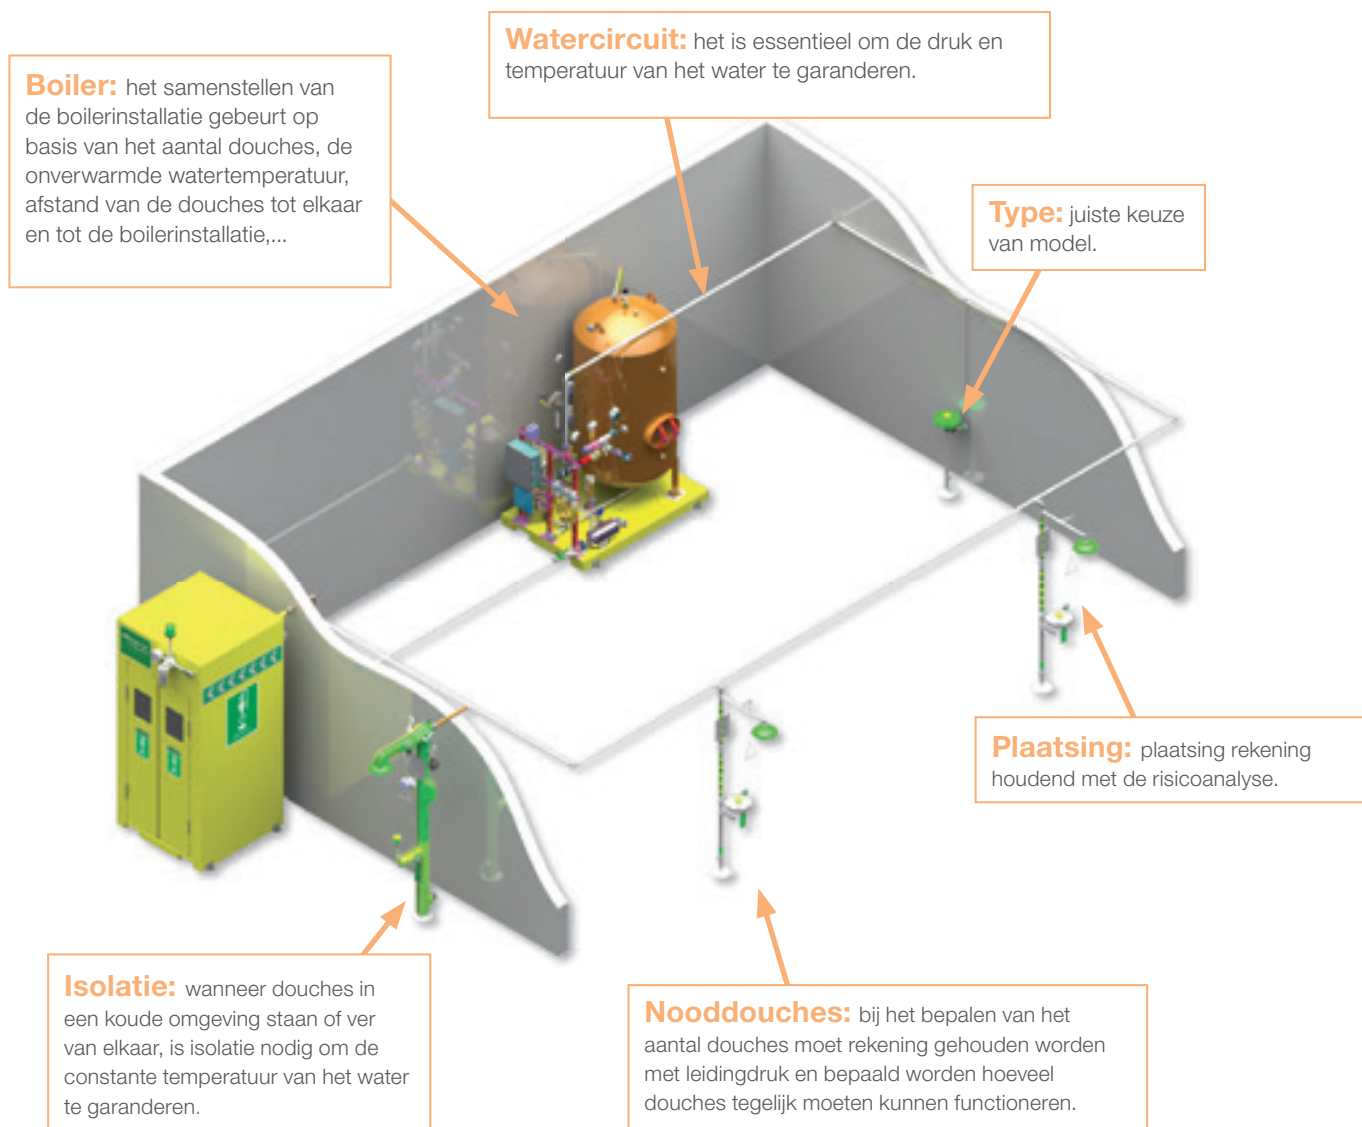 Watercircuit: het is essentieel om de druk en
temperatuur van het water te garanderen.
Boiler: het samenstellen van
de boilerinstallatie gebeurt op
basis van het aantal douches, de
onverwarmde watertemperatuur,
afstand van de douches tot elkaar
en tot de boilerinstallatie,...
Type: juiste keuze
van model.
Plaatsing: plaatsing rekening
houdend met de risicoanalyse.
Isolatie: wanneer douches in
een koude omgeving staan of ver
van elkaar, is isolatie nodig om de
constante temperatuur van het water
te garanderen.
Nooddouches: bij het bepalen van het
aantal douches moet rekening gehouden worden
met leidingdruk en bepaald worden hoeveel
douches tegelijk moeten kunnen functioneren.